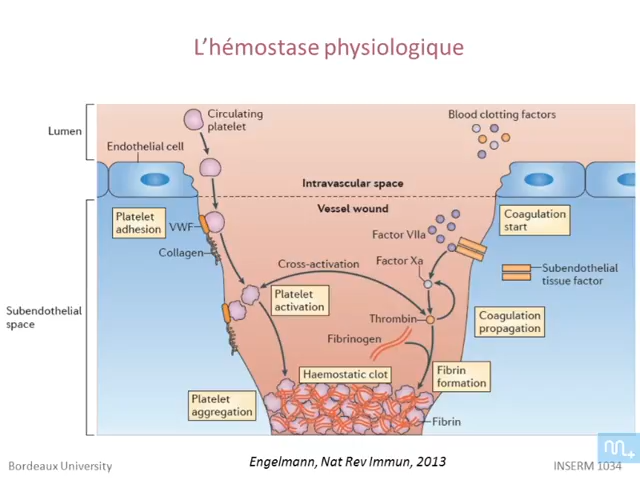 L'hémostase physiologique
Circulating
platelet
Blood clotting factors
Lumen
Endothelial cell
Intravascular space
Vessel wound
Platelet
adhesion
VWF
Collagen
Factor VIIa
Coagulation
start
Cross-activation
Factor Xa
Subendothelial
tissue factor
Platelet
activation
Subendothelial
space
Thrombin
Fibrinogen
Coagulation
propagation
Haemostatic clot
Fibrin
formation
Platelet
aggregation
Fibrin
Bordeaux University
Engelmann, Nat Rev Immun, 2013
INSERM 1034